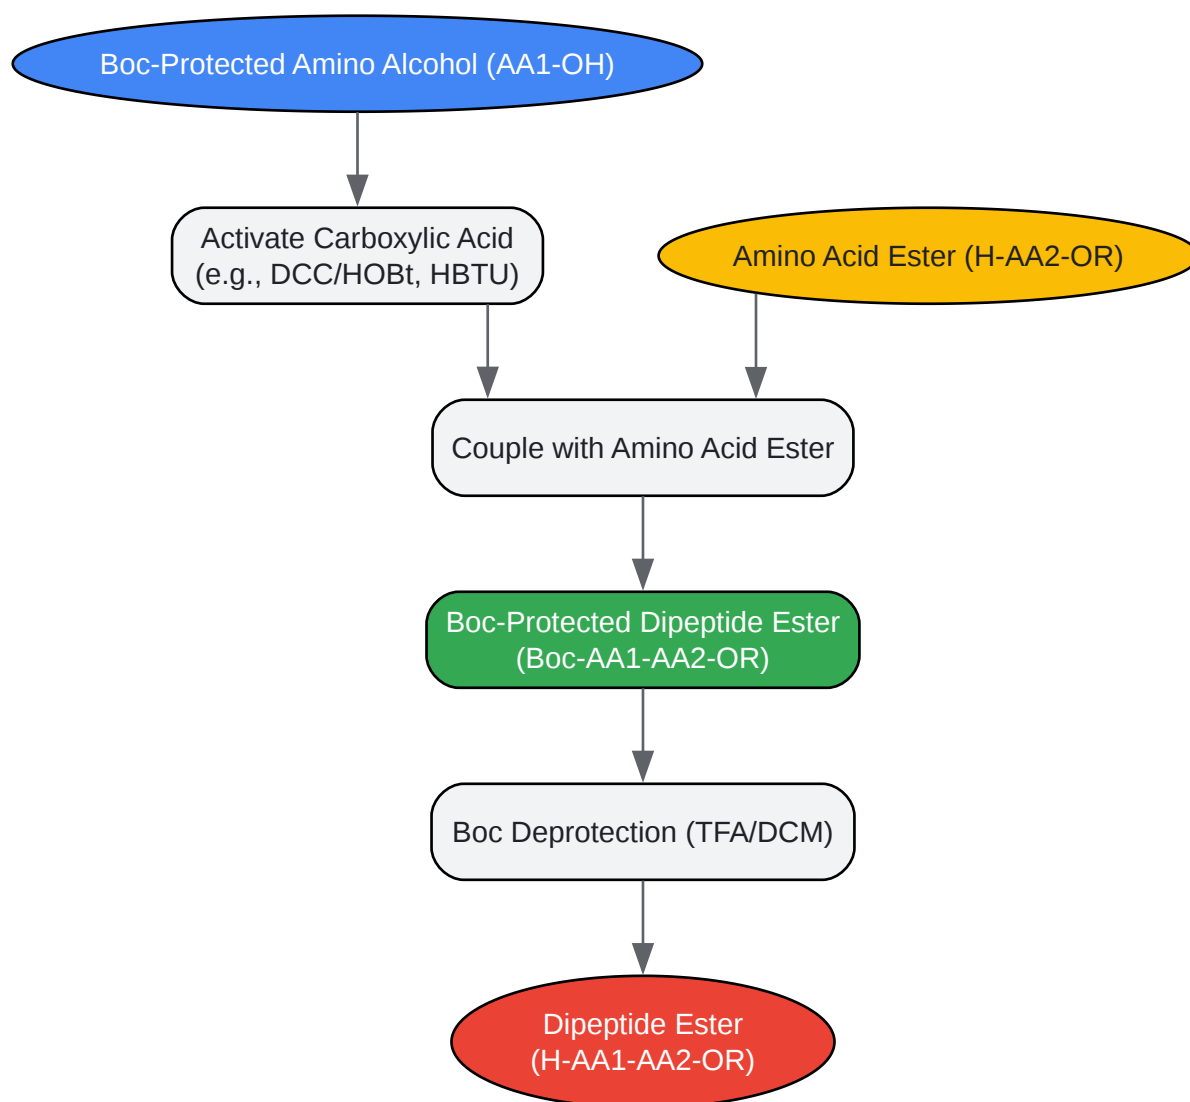 Boc-Protected Amino Alcohol (AA1-OH)
Activate Carboxylic Acid
(e.g., DCC/HOBt, HBTU)
Amino Acid Ester (H-AA2-OR)
Couple with Amino Acid Ester
Boc-Protected Dipeptide Ester
(Boc-AA1-AA2-OR)
Boc Deprotection (TFA/DCM)
Dipeptide Ester
(H-AA1-AA2-OR)